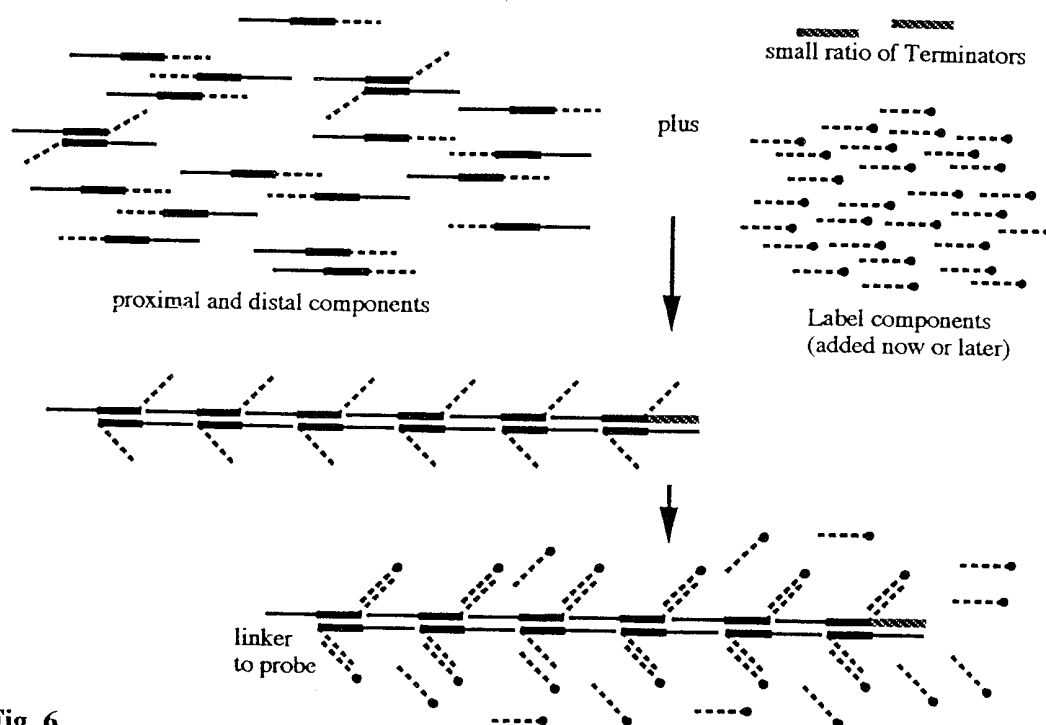 small ratio of Terminators
plus
proximal and distal components
Label components
(added now or later)
linker
to probe
Fig. 6